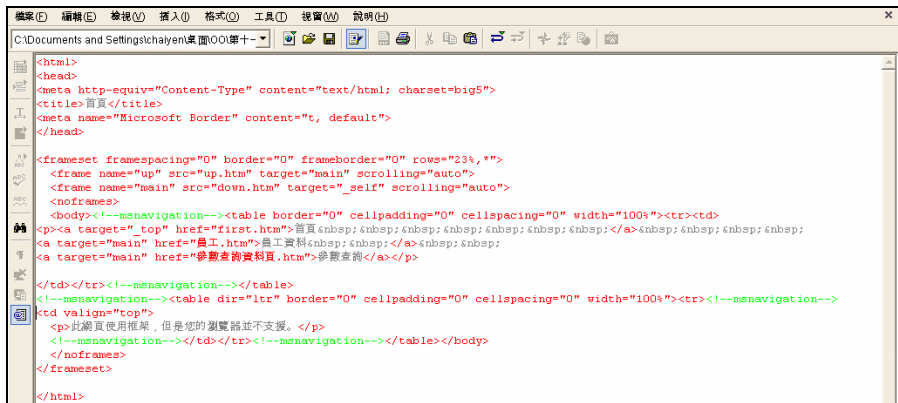 檔案(F) 編輯(E) 檢視(V) 插入(I) 格式(O) 工具(T) 視窗(W) 說明(H)
C:\Documents and Settings\chaiyen\桌面\OO\第十一
<html>
<head>
<meta http-equiv="Content-Type" content="text/html; charset=big5">
<title>首頁</title>
<meta name="Microsoft Border" content="t, default">
</head>
<frameset framespacing="0" border="0" frameborder="0" rows="23%,*">
<frame name="up" src="up.htm" target="main" scrolling="auto">
<frame name="main" src="down.htm" target="_self" scrolling="auto">
<noframes>
<body><!--msnavigation--><table border="0" cellpadding="0" cellspacing="0" width="100%"><tr><td>
<p><a target="_top" href="first.htm">首頁&nbsp;&nbsp;&nbsp;&nbsp;&nbsp;&nbsp;</a>&nbsp;&nbsp;&nbsp;&nbsp;
<a target="main" href="員工.htm">員工資料&nbsp;&nbsp;</a>&nbsp;&nbsp;
<a target="main" href="參數查詢資料頁.htm">參數查詢</a></p>
</td></tr><!--msnavigation--></table>
<!--msnavigation--><table dir="ltr" border="0" cellpadding="0" cellspacing="0" width="100%"><tr><!--msnavigation-->
<td valign="top">
<p>此網頁使用框架，但是您的瀏覽器並不支援。</p>
<!--msnavigation--></td></tr><!--msnavigation--></table></body>
</noframes>
</frameset>
</html>